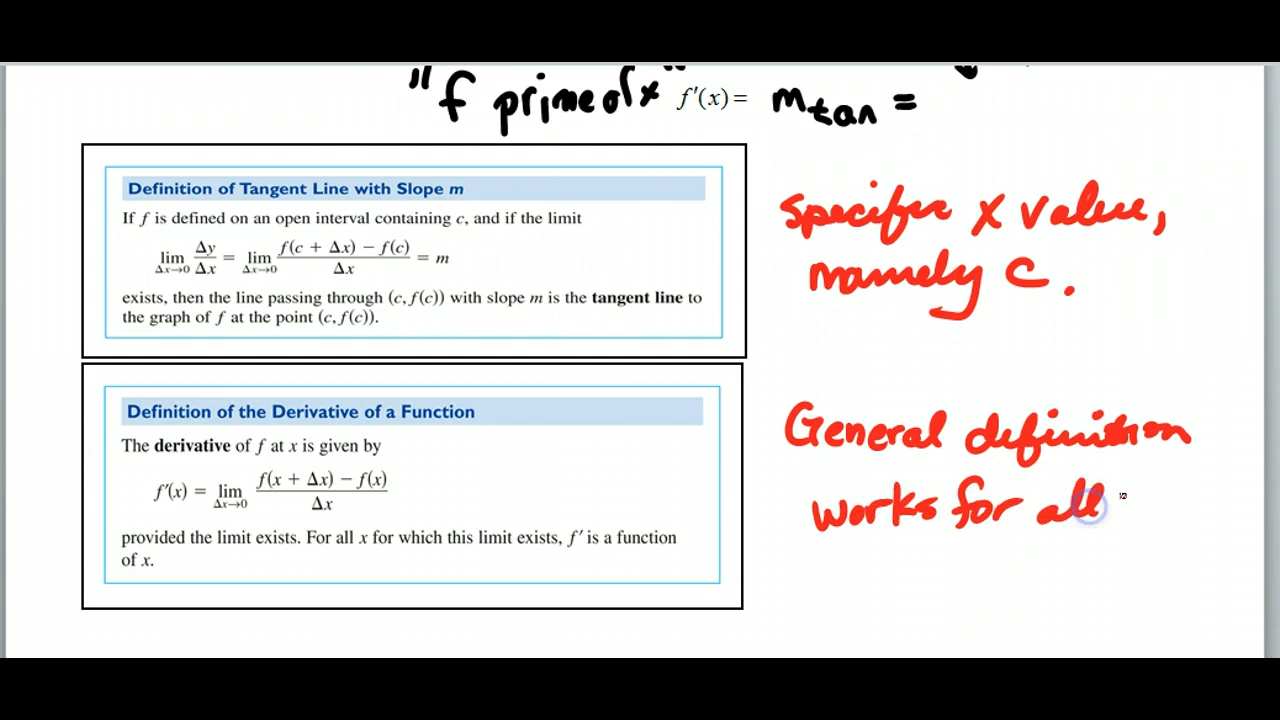 "f prime of x" f'(x) = m tan =
Definition of Tangent Line with Slope m
If f is defined on an open interval containing c, and if the limit
lim Δx→0 Δy/Δx = lim Δx→0 f(c + Δx) − f(c)/Δx = m
exists, then the line passing through (c, f(c)) with slope m is the tangent line to
the graph of f at the point (c, f(c)).
specific x value,
namely c.
Definition of the Derivative of a Function
The derivative of f at x is given by
f'(x) = lim Δx→0 f(x + Δx) − f(x)/Δx
provided the limit exists. For all x for which this limit exists, f' is a function
of x.
General definition
works for all